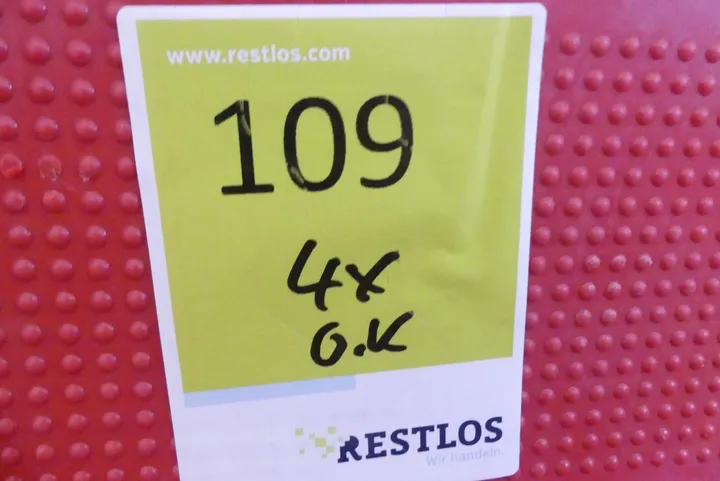 www.restlos.com
109
4x
O.K
RESTLOS
Wir handeln.